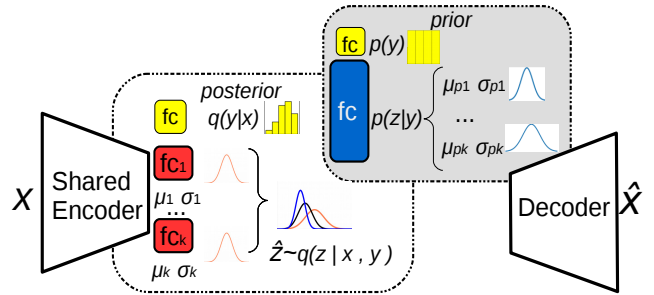 prior
fc p(y)
fc
p(z|y)
μp1 σp1
...
μpk σpk
posterior
fc q(y|x)
fc1
μ1 σ1
...
fck
μk σk
ẑ~q(z | x , y )
x
Shared
Encoder
Decoder
x̂